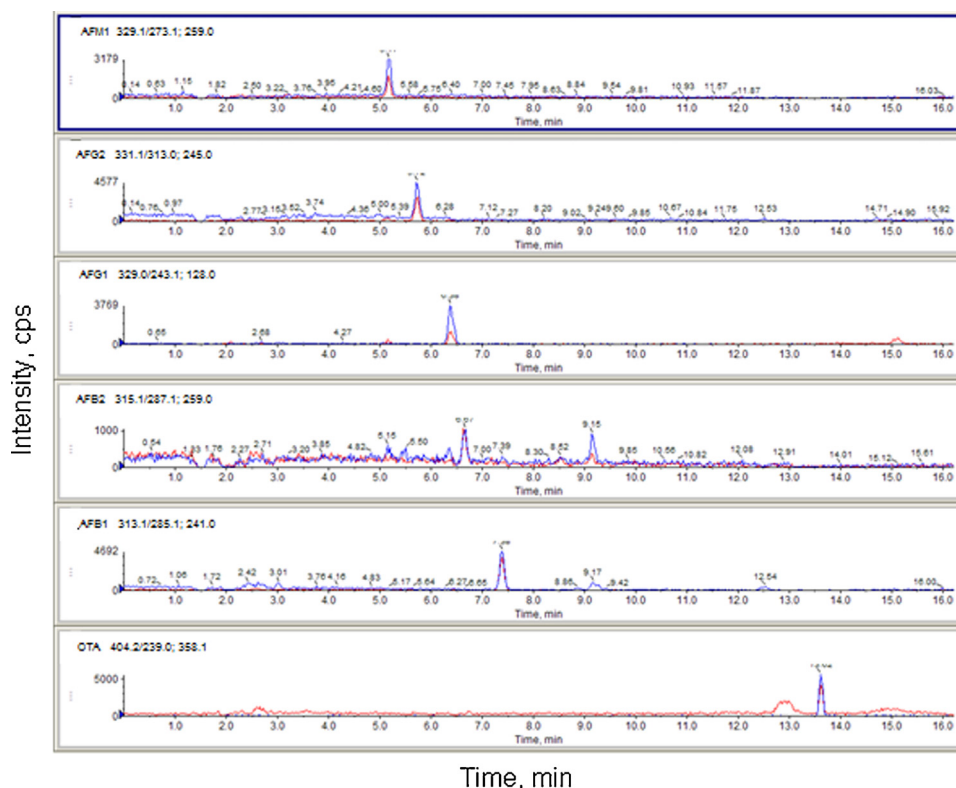 AFM1 329.1/273.1; 259.0
3179
0.14 0.63 1.15 1.82 2.50 3.22 3.76 3.96 4.21 4.60 5.58 5.75 6.40 7.00 7.45 7.95 8.63 8.84 9.54 9.81 10.93 11.57 11.87 16.03
0
1.0 2.0 3.0 4.0 5.0 6.0 7.0 8.0 9.0 10.0 11.0 12.0 13.0 14.0 15.0 16.0
Time, min
AFG2 331.1/313.0; 245.0
4577
0.14 0.76 0.97 2.77 3.15 3.52 3.74 4.36 5.00 5.39 6.28 7.12 7.27 8.20 9.02 9.24 9.60 9.86 10.67 10.84 11.75 12.53 14.71 14.90 15.92
0
1.0 2.0 3.0 4.0 5.0 6.0 7.0 8.0 9.0 10.0 11.0 12.0 13.0 14.0 15.0 16.0
Time, min
AFG1 329.0/243.1; 128.0
3769
0.65 2.68 4.27
0
1.0 2.0 3.0 4.0 5.0 6.0 7.0 8.0 9.0 10.0 11.0 12.0 13.0 14.0 15.0 16.0
Time, min
Intensity, cps
AFB2 315.1/287.1; 259.0
1000
0.54 1.76 2.27 2.71 3.20 3.85 4.82 5.15 5.50 6.67 7.00 7.39 8.30 8.52 9.15 9.85 10.56 10.82 12.08 12.91 14.01 15.12 15.61
0
1.0 2.0 3.0 4.0 5.0 6.0 7.0 8.0 9.0 10.0 11.0 12.0 13.0 14.0 15.0 16.0
Time, min
AFB1 313.1/285.1; 241.0
4692
0.72 1.06 1.72 2.42 3.01 3.76 4.16 4.83 5.17 5.64 6.27 6.65 8.86 9.17 9.42 12.54 16.00
0
1.0 2.0 3.0 4.0 5.0 6.0 7.0 8.0 9.0 10.0 11.0 12.0 13.0 14.0 15.0 16.0
Time, min
OTA 404.2/239.0; 358.1
5000
0
1.0 2.0 3.0 4.0 5.0 6.0 7.0 8.0 9.0 10.0 11.0 12.0 13.0 14.0 15.0 16.0
Time, min
Time, min